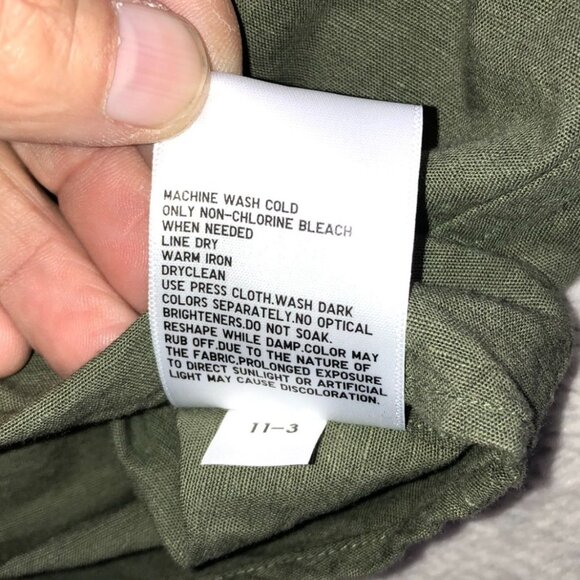 MACHINE WASH COLD
ONLY NON-CHLORINE BLEACH
WHEN NEEDED
LINE DRY
WARM IRON
DRYCLEAN
USE PRESS CLOTH.WASH DARK
COLORS SEPARATELY.NO OPTICAL
BRIGHTENERS.DO NOT SOAK.
RESHAPE WHILE DAMP.COLOR MAY
RUB OFF.DUE TO THE NATURE OF
THE FABRIC,PROLONGED EXPOSURE
TO DIRECT SUNLIGHT OR ARTIFICIAL
LIGHT MAY CAUSE DISCOLORATION.
11-3